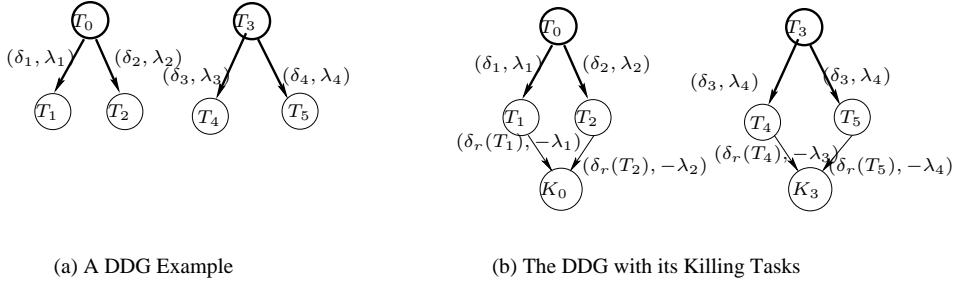 T0 T3
(δ1, λ1) (δ2, λ2) (δ3, λ3) (δ4, λ4)
T1 T2 T4 T5
(a) A DDG Example
T0 T3
(δ1, λ1) (δ2, λ2) (δ3, λ4) (δ3, λ4)
T1 T2 T4 T5
(δr(T1), −λ1) (δr(T2), −λ2) (δr(T4), −λ3) (δr(T5), −λ4)
K0 K3
(b) The DDG with its Killing Tasks